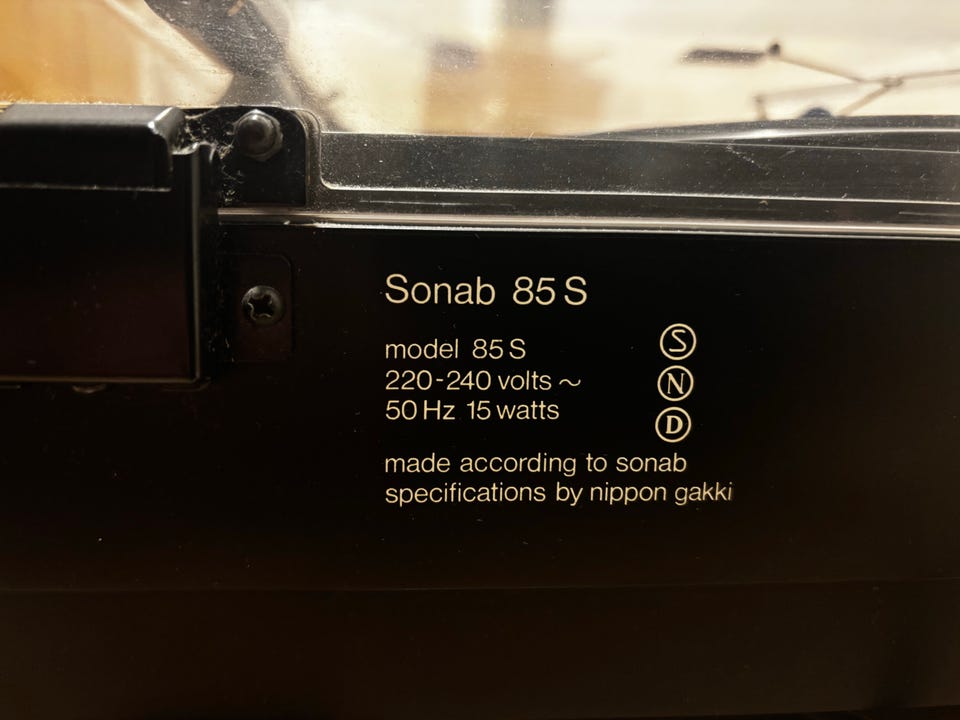 Sonab 85 S
model 85 S
220-240 volts ~
50 Hz 15 watts
S
N
D
made according to sonab
specifications by nippon gakki